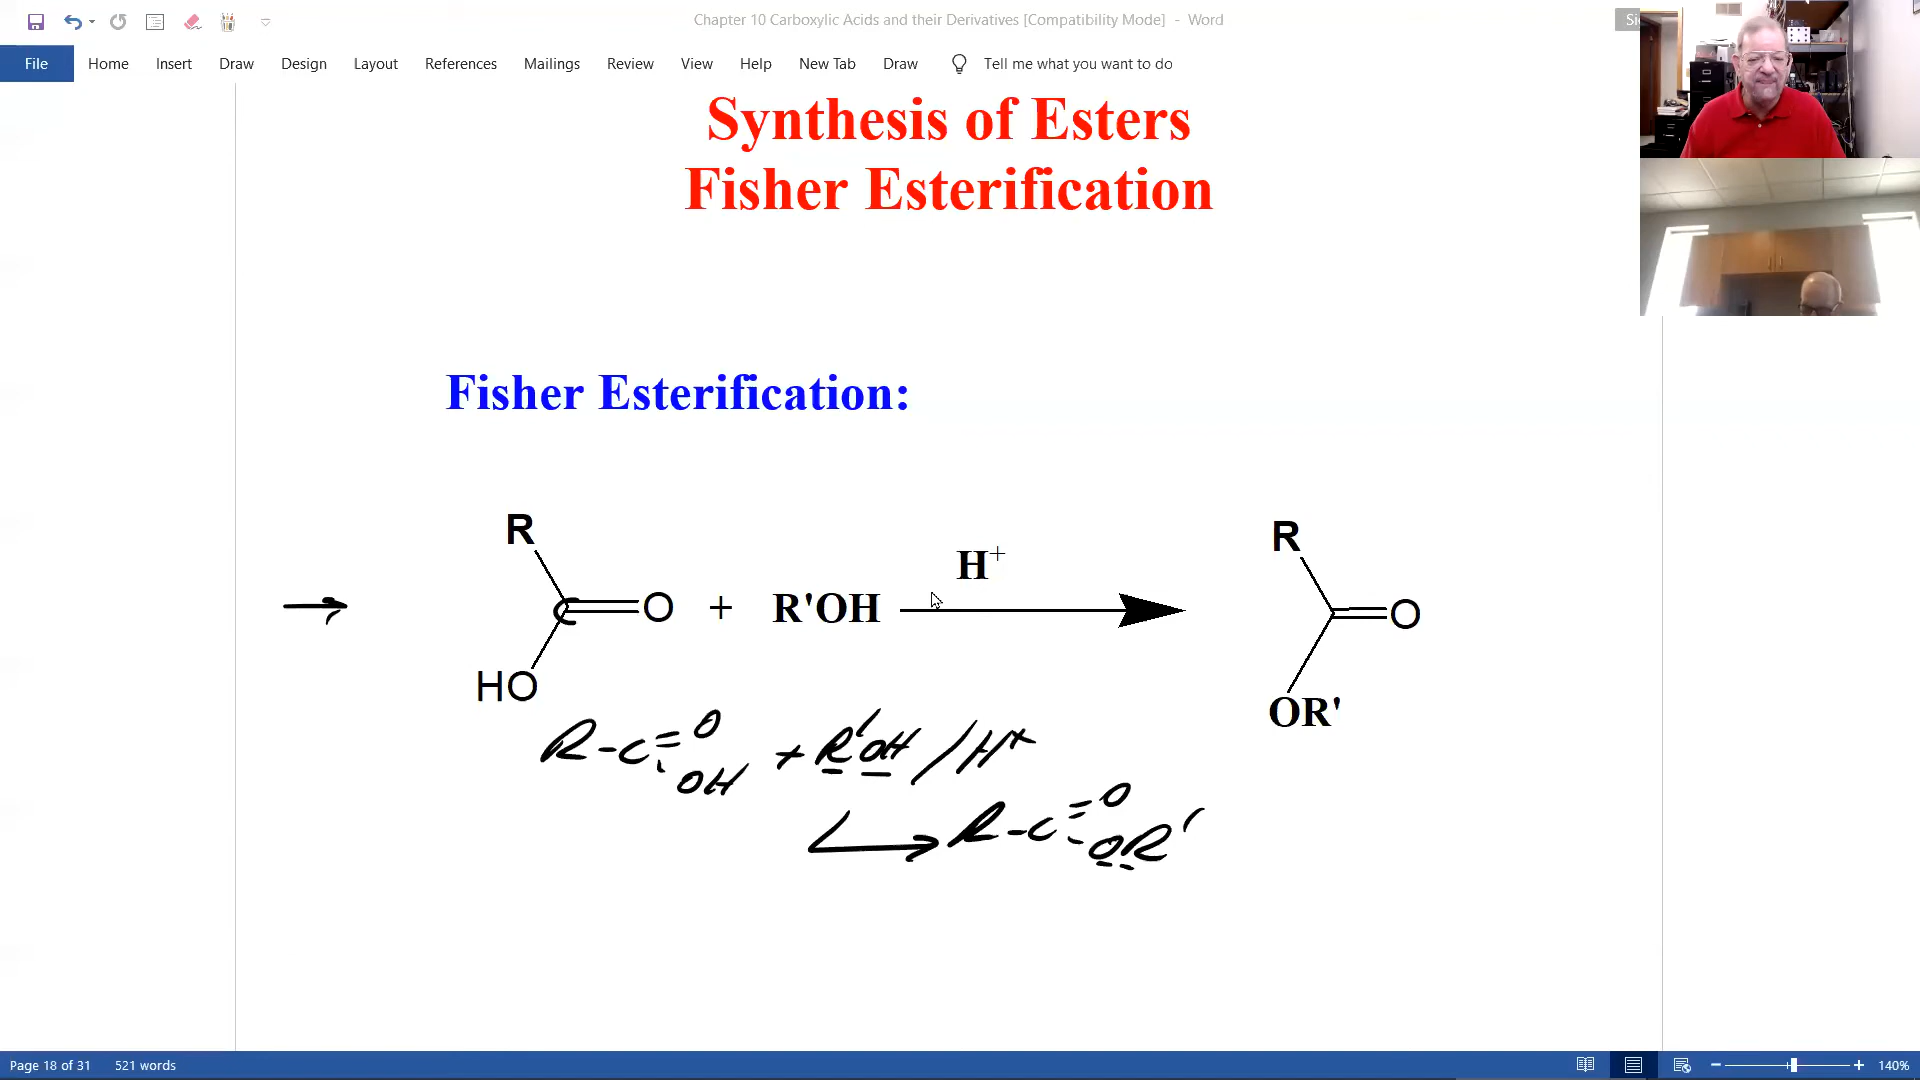 Chapter 10 Carboxylic Acids and their Derivatives [Compatibility Mode] - Word
File Home Insert Draw Design Layout References Mailings Review View Help New Tab Draw Tell me what you want to do
Synthesis of Esters
Fisher Esterification
Fisher Esterification:
R
HO
O
+
R'OH
H+
R
O
OR'
R-C=O
OH
+ R'OH / H+
R-C=O
OR'
Page 18 of 31 521 words
140%